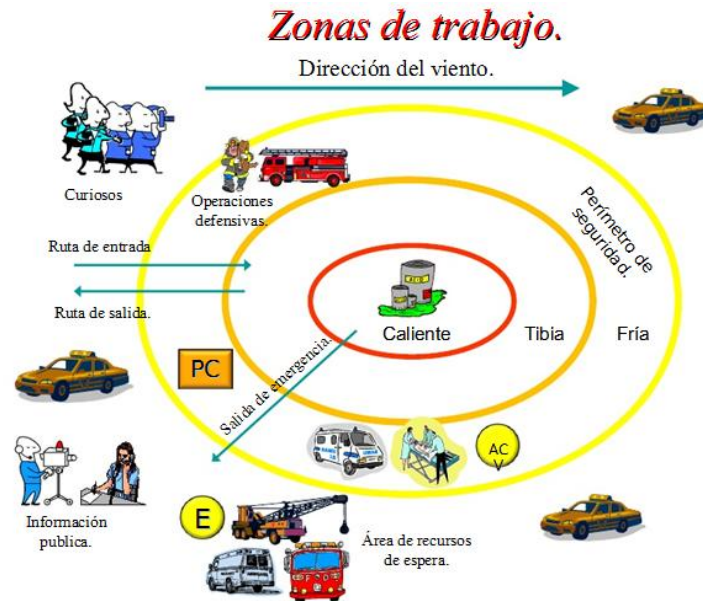 Zonas de trabajo.
Dirección del viento.
Curiosos
Operaciones
defensivas.
Perímetro de
seguridad.
Ruta de entrada
Ruta de salida.
Caliente
Tibia
Fría
PC
Salida de emergencia.
AC
V
Información
publica.
E
Área de recursos
de espera.